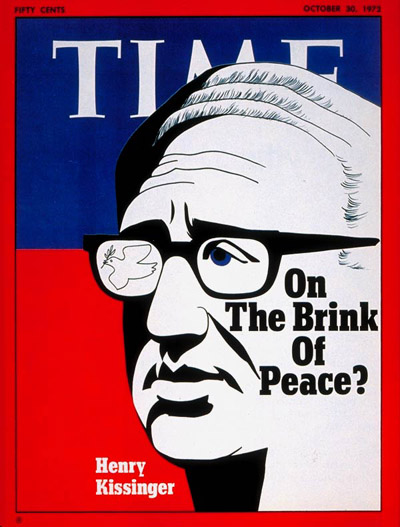 FIFTY CENTS
OCTOBER 30, 1972
TIME
On
The Brink
Of
Peace?
Henry
Kissinger